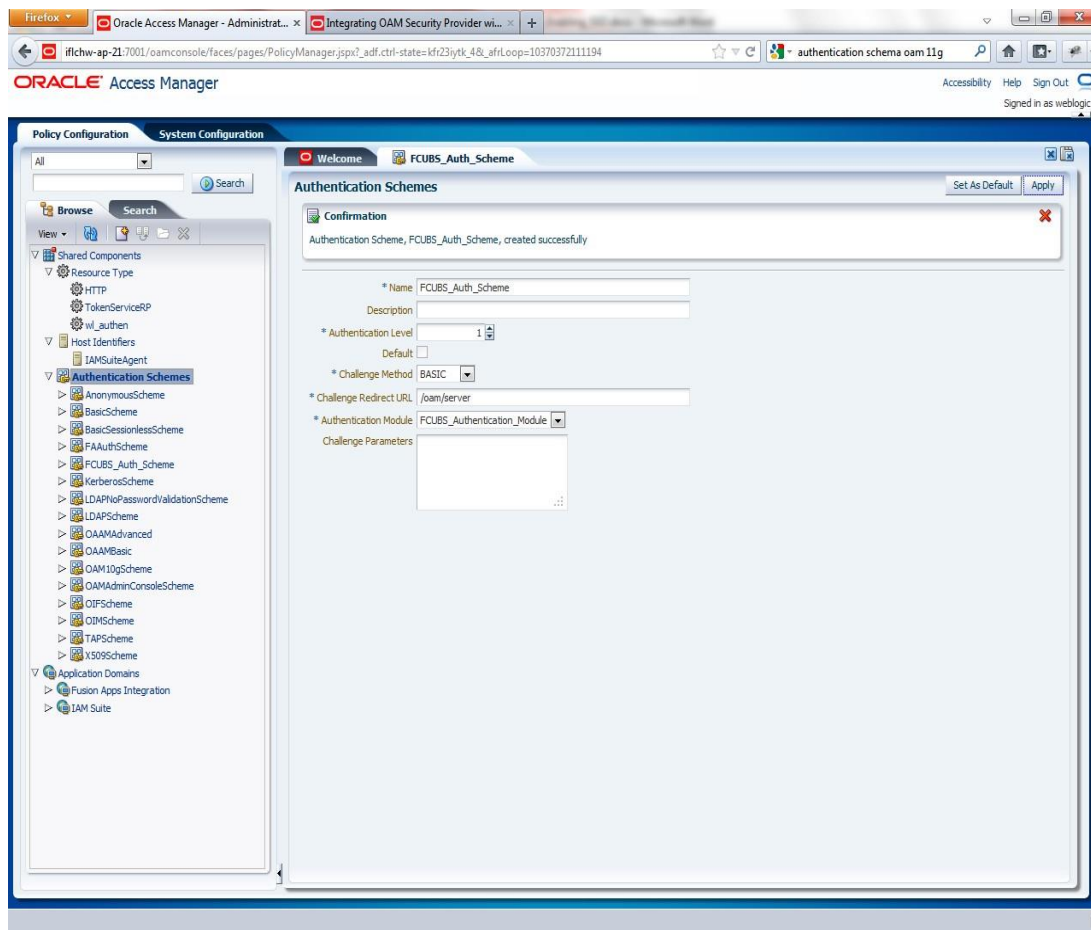 Firefox
Oracle Access Manager - Administrat... ×
Integrating OAM Security Provider wi... ×
+
iflchw-ap-21:7001/oamconsole/faces/pages/PolicyManager.jspx?_adf.ctrl-state=kfr23iytk_4&_afrLoop=10370372111194
authentication schema oam 11g
ORACLE Access Manager
Accessibility Help Sign Out
Signed in as weblogic
Policy Configuration System Configuration
All
Search
Browse Search
View
Shared Components
Resource Type
HTTP
TokenServiceRP
wl_authen
Host Identifiers
IAMSuiteAgent
Authentication Schemes
AnonymousScheme
BasicScheme
BasicSessionlessScheme
FAAuthScheme
FCUBS_Auth_Scheme
KerberosScheme
LDAPNoPasswordValidationScheme
LDAPScheme
OAAMAdvanced
OAAMBasic
OAM10gScheme
OAMAdminConsoleScheme
OIFScheme
OIMScheme
TAPScheme
X509Scheme
Application Domains
Fusion Apps Integration
IAM Suite
Welcome FCUBS_Auth_Scheme
Authentication Schemes
Set As Default Apply
Confirmation
Authentication Scheme, FCUBS_Auth_Scheme, created successfully
* Name FCUBS_Auth_Scheme
Description
* Authentication Level 1
Default
* Challenge Method BASIC
* Challenge Redirect URL /oam/server
* Authentication Module FCUBS_Authentication_Module
Challenge Parameters